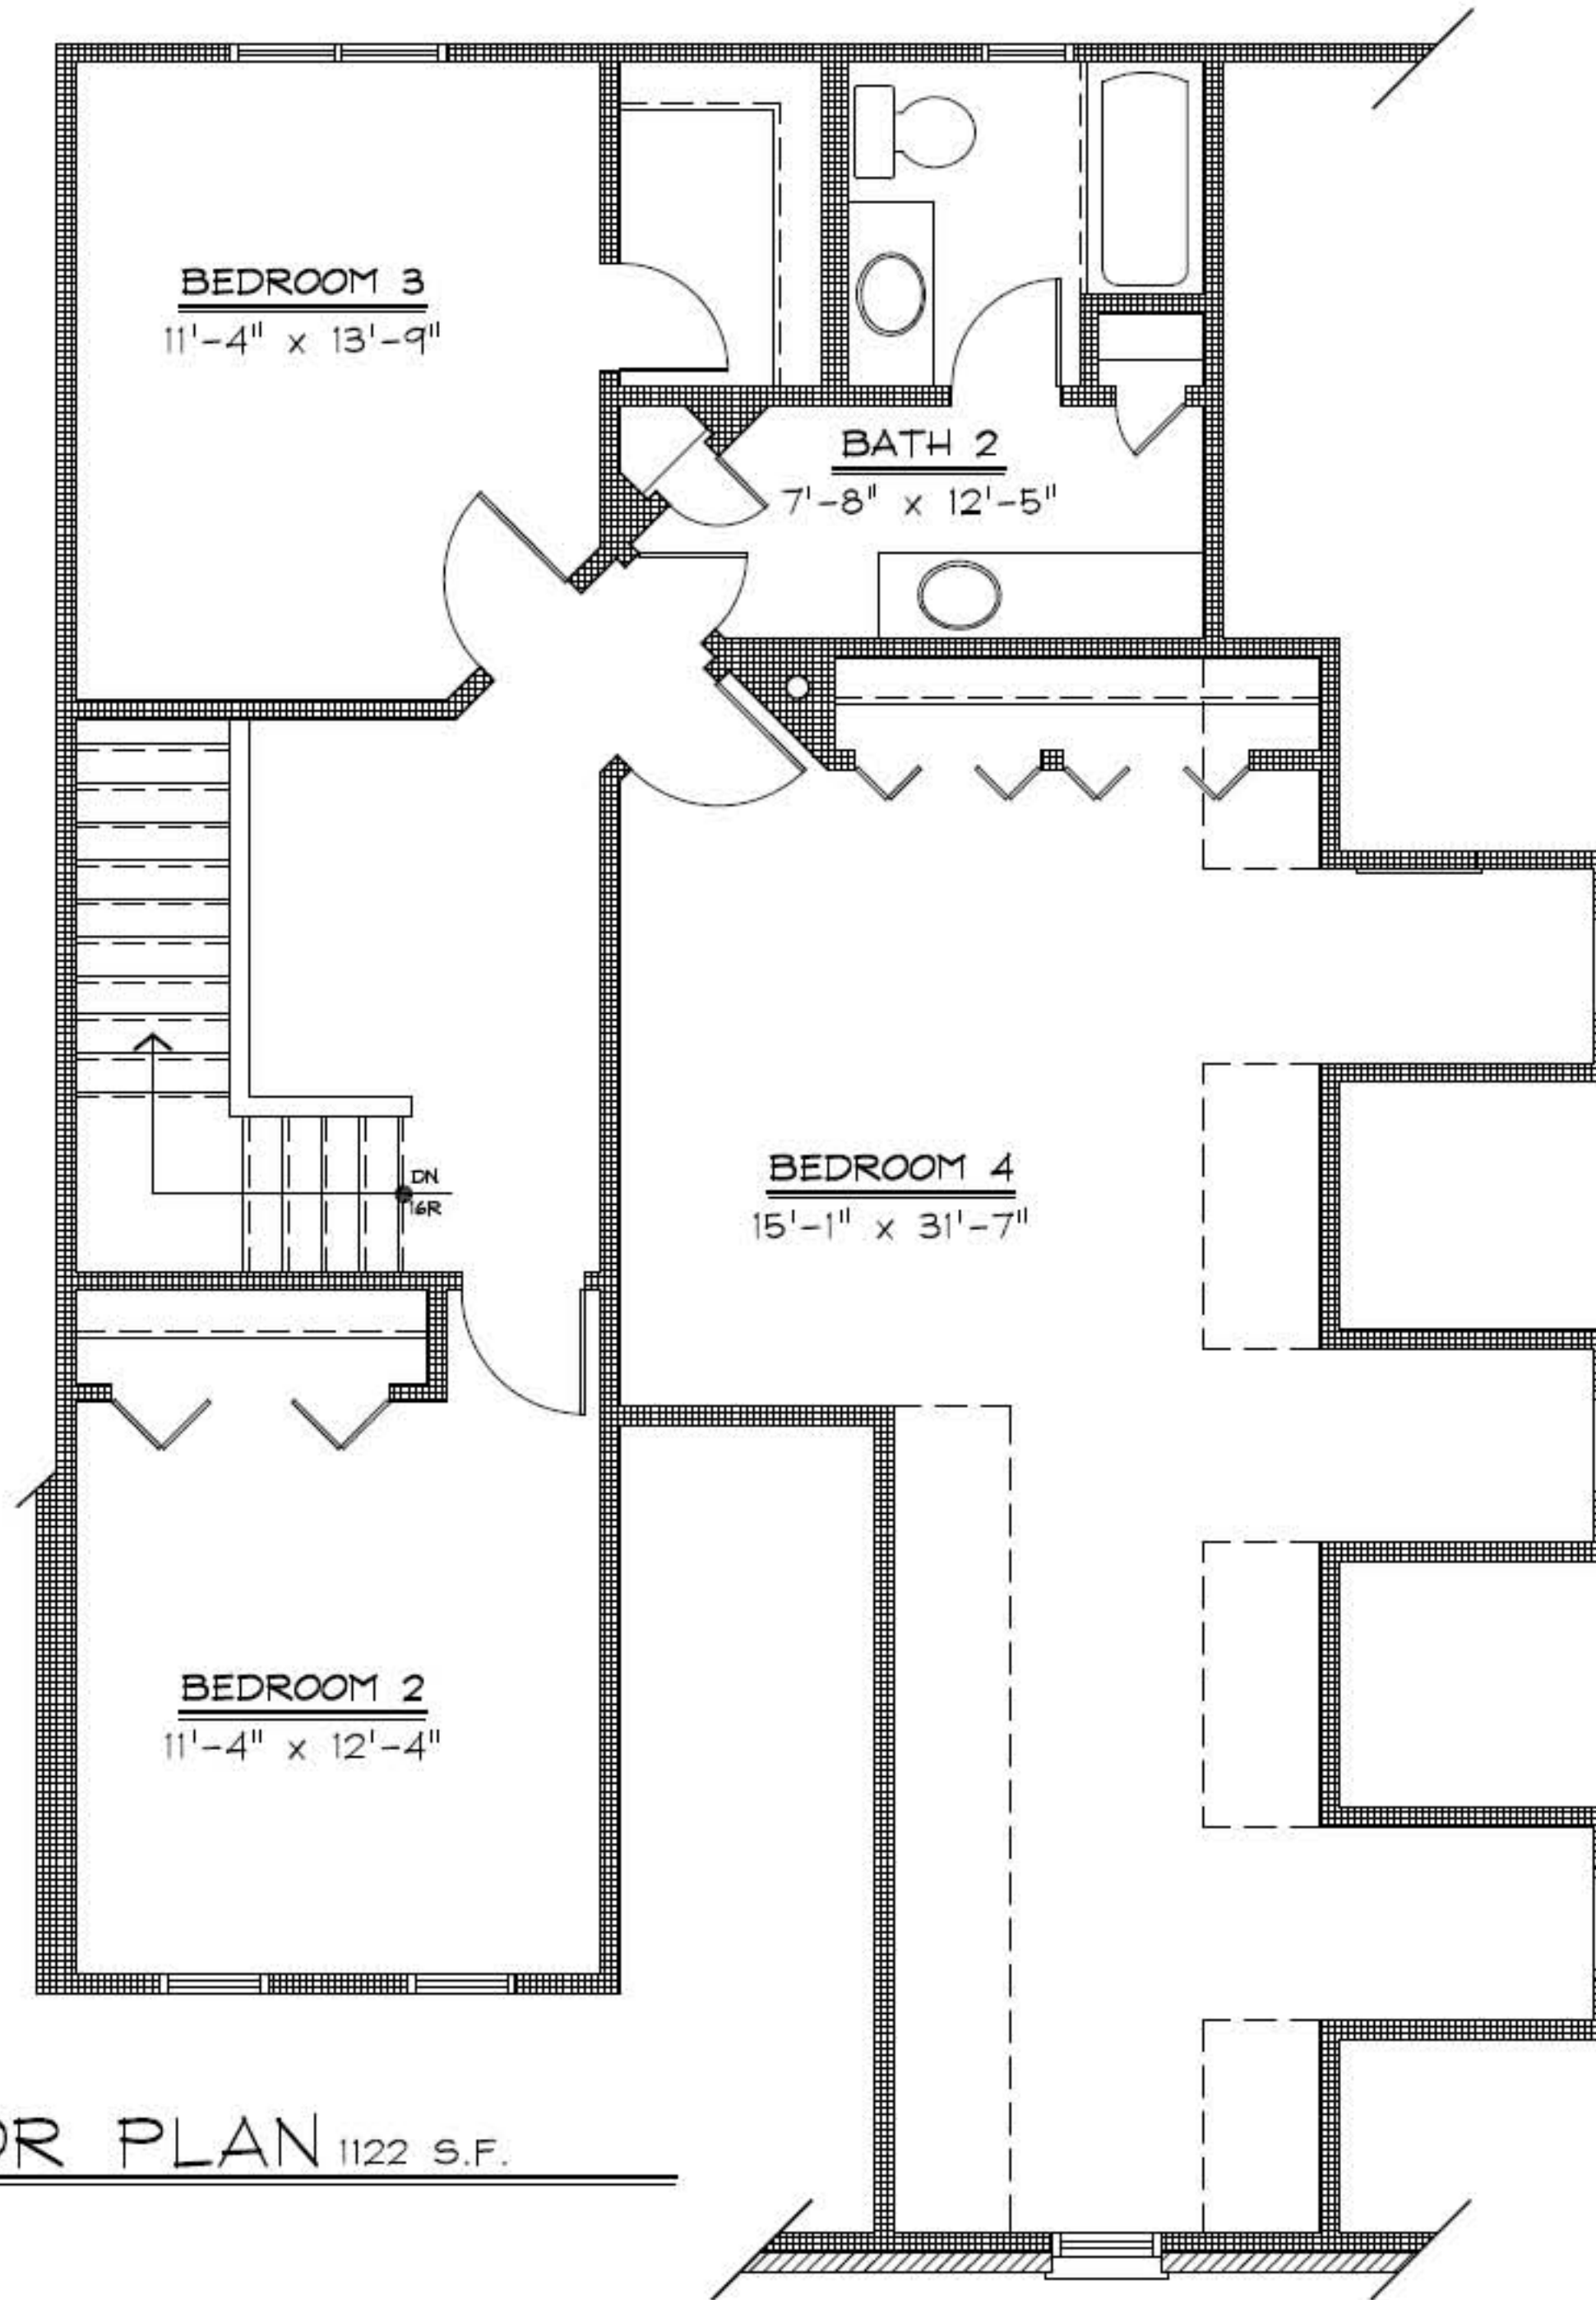 BEDROOM 3
11'-4" x 13'-9"
BATH 2
7'-8" x 12'-5"
BEDROOM 4
15'-1" x 31'-7"
DN
16R
BEDROOM 2
11'-4" x 12'-4"
OR PLAN 1122 S.F.